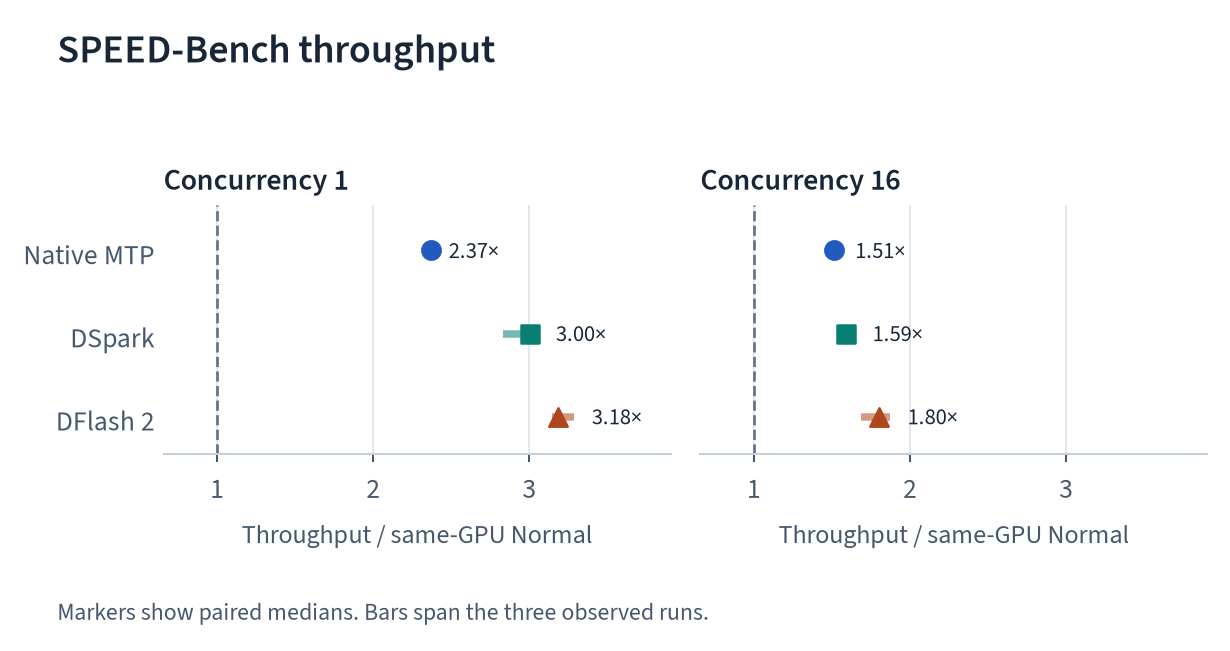 SPEED-Bench throughput
Concurrency 1
Concurrency 16
Native MTP
2.37×
1.51×
DSpark
3.00×
1.59×
DFlash 2
3.18×
1.80×
1 2 3
1 2 3
Throughput / same-GPU Normal
Throughput / same-GPU Normal
Markers show paired medians. Bars span the three observed runs.